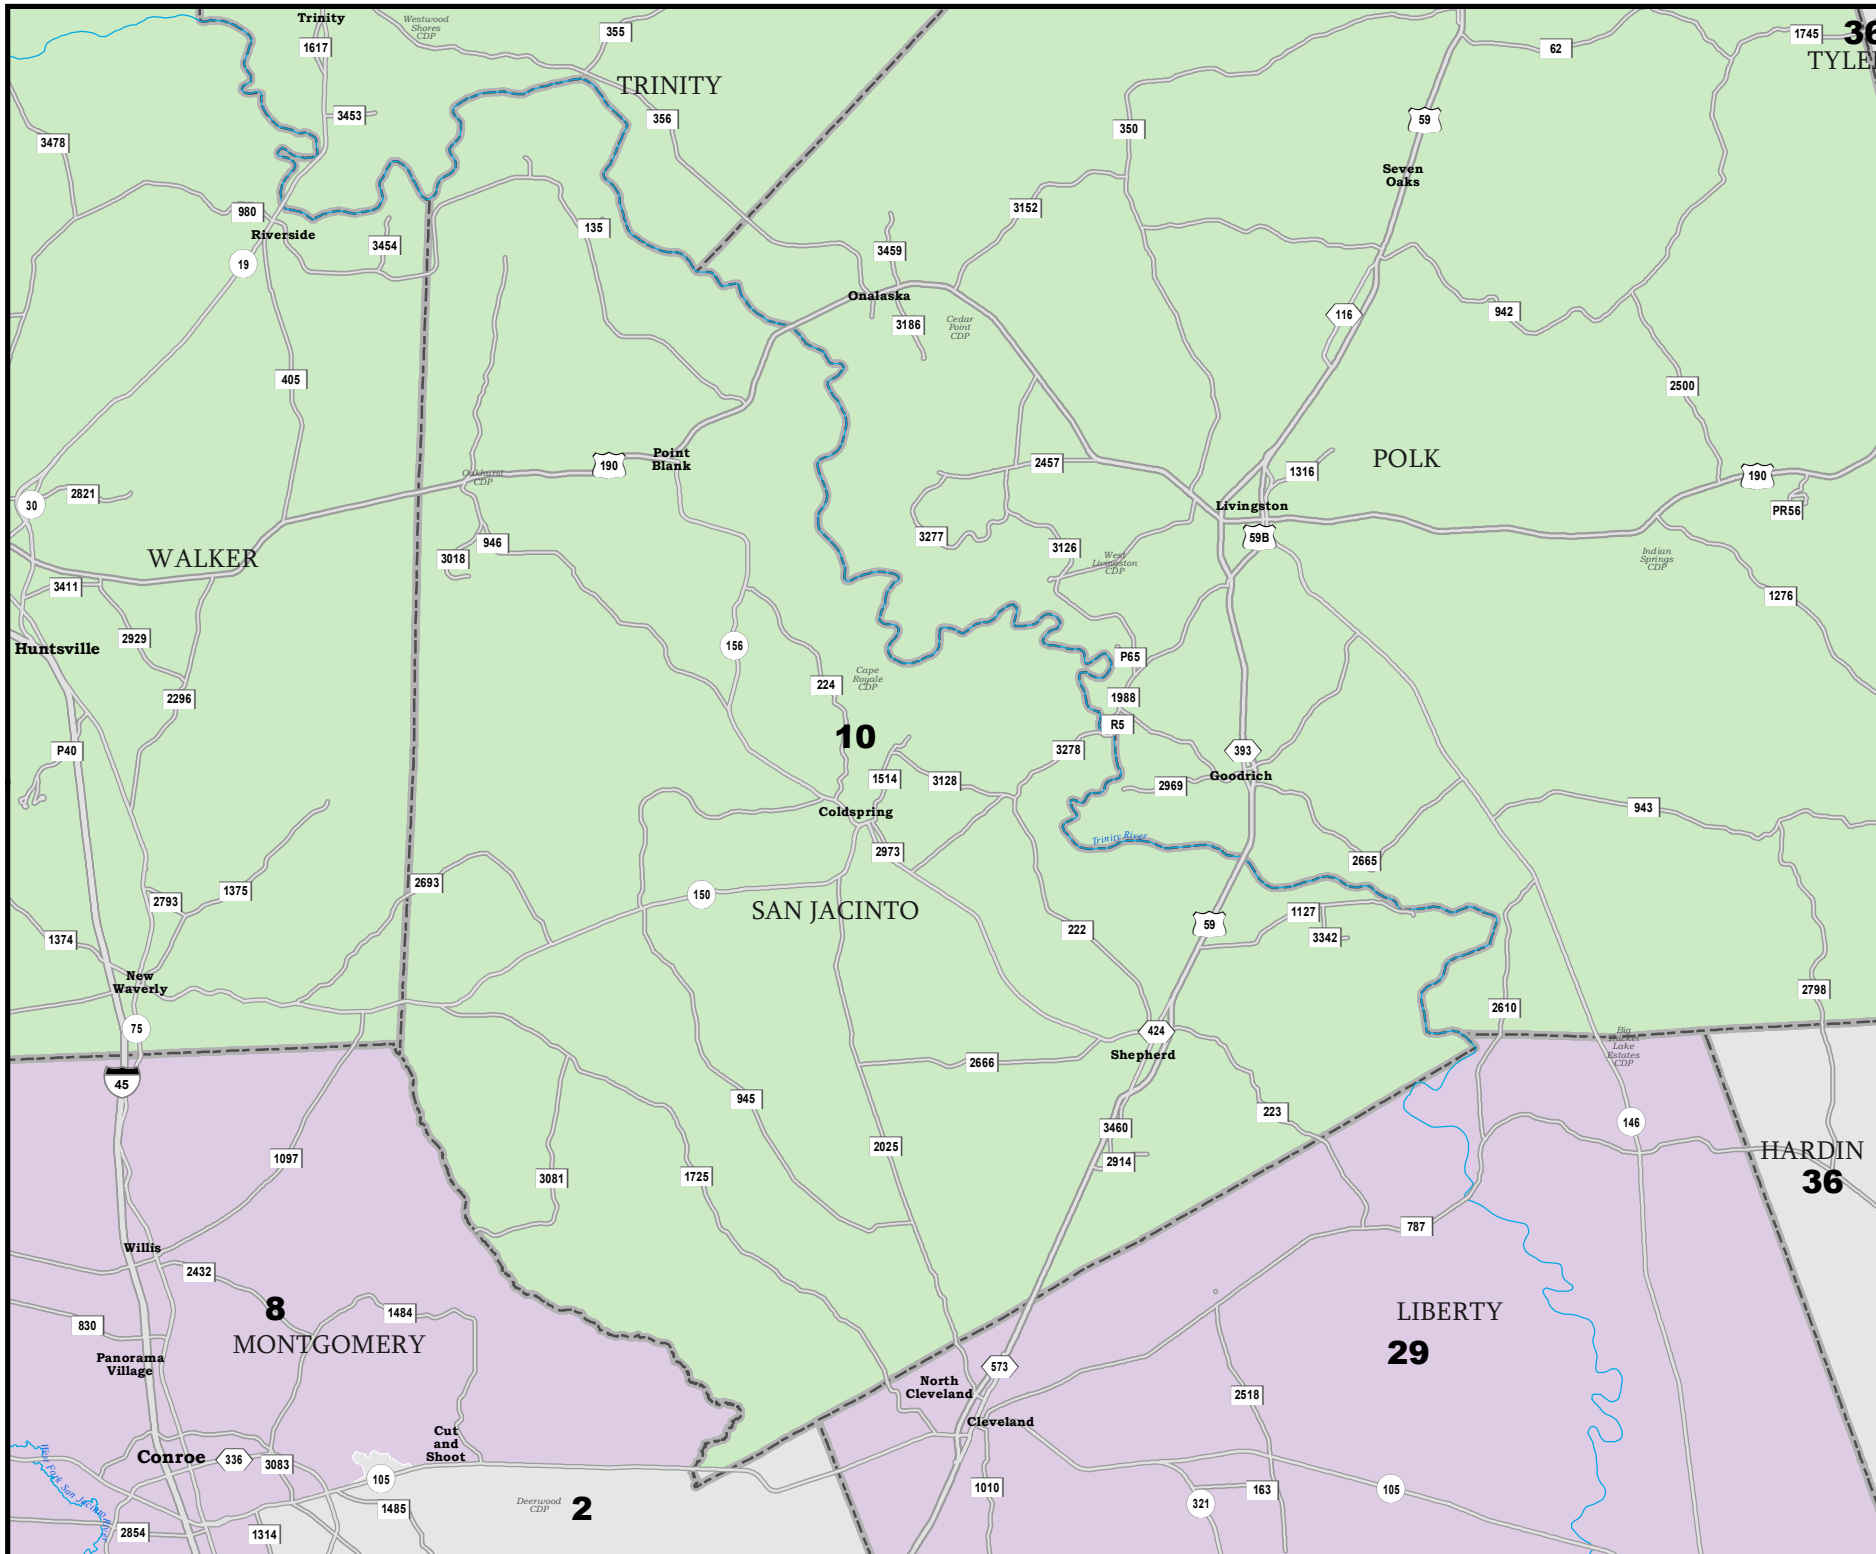 Trinity
Westwood
Shores
CDP
355
1617
62
1745
TRINITY
3453
356
350
59
3478
Seven
Oaks
980
Riverside
3454
135
3152
3459
19
Onalaska
3186
Cedar
Point
CDP
116
942
405
2500
Point
Blank
190
Oakhurst
CDP
2457
1316
POLK
190
PR56
2821
30
Livingston
59B
3277
3126
West
Livingston
CDP
Indian
Springs
CDP
946
3018
WALKER
3411
1276
2929
Huntsville
156
P65
224
Cape
Royale
CDP
2296
1988
R5
10
P40
3278
393
Goodrich
1514
3128
2969
943
Coldspring
Trinity River
2973
2665
2693
1375
2793
150
SAN JACINTO
1127
59
222
3342
1374
New
Waverly
2798
2610
75
424
Shepherd
Big
Thicket
Lake
Estates
CDP
2666
45
945
223
3460
146
2025
2914
1097
HARDIN
36
3081
1725
787
Willis
2432
8
1484
LIBERTY
830
MONTGOMERY
29
Panorama
Village
573
North
Cleveland
2518
Cleveland
Cut
and
Shoot
Conroe
336
3083
105
1010
163
105
321
1485
Deerwood
CDP
2
2854
1314
West Fork San Jacinto River